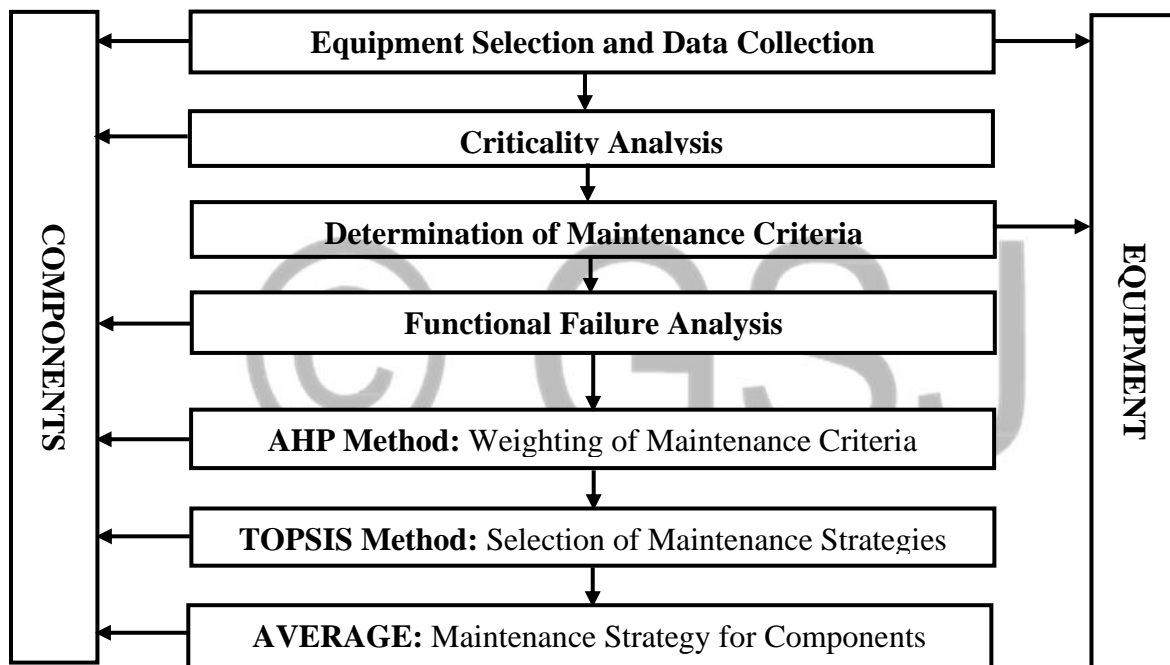 Equipment Selection and Data Collection
Criticality Analysis
Determination of Maintenance Criteria
Functional Failure Analysis
AHP Method: Weighting of Maintenance Criteria
TOPSIS Method: Selection of Maintenance Strategies
AVERAGE: Maintenance Strategy for Components
COMPONENTS
EQUIPMENT
© GSJ